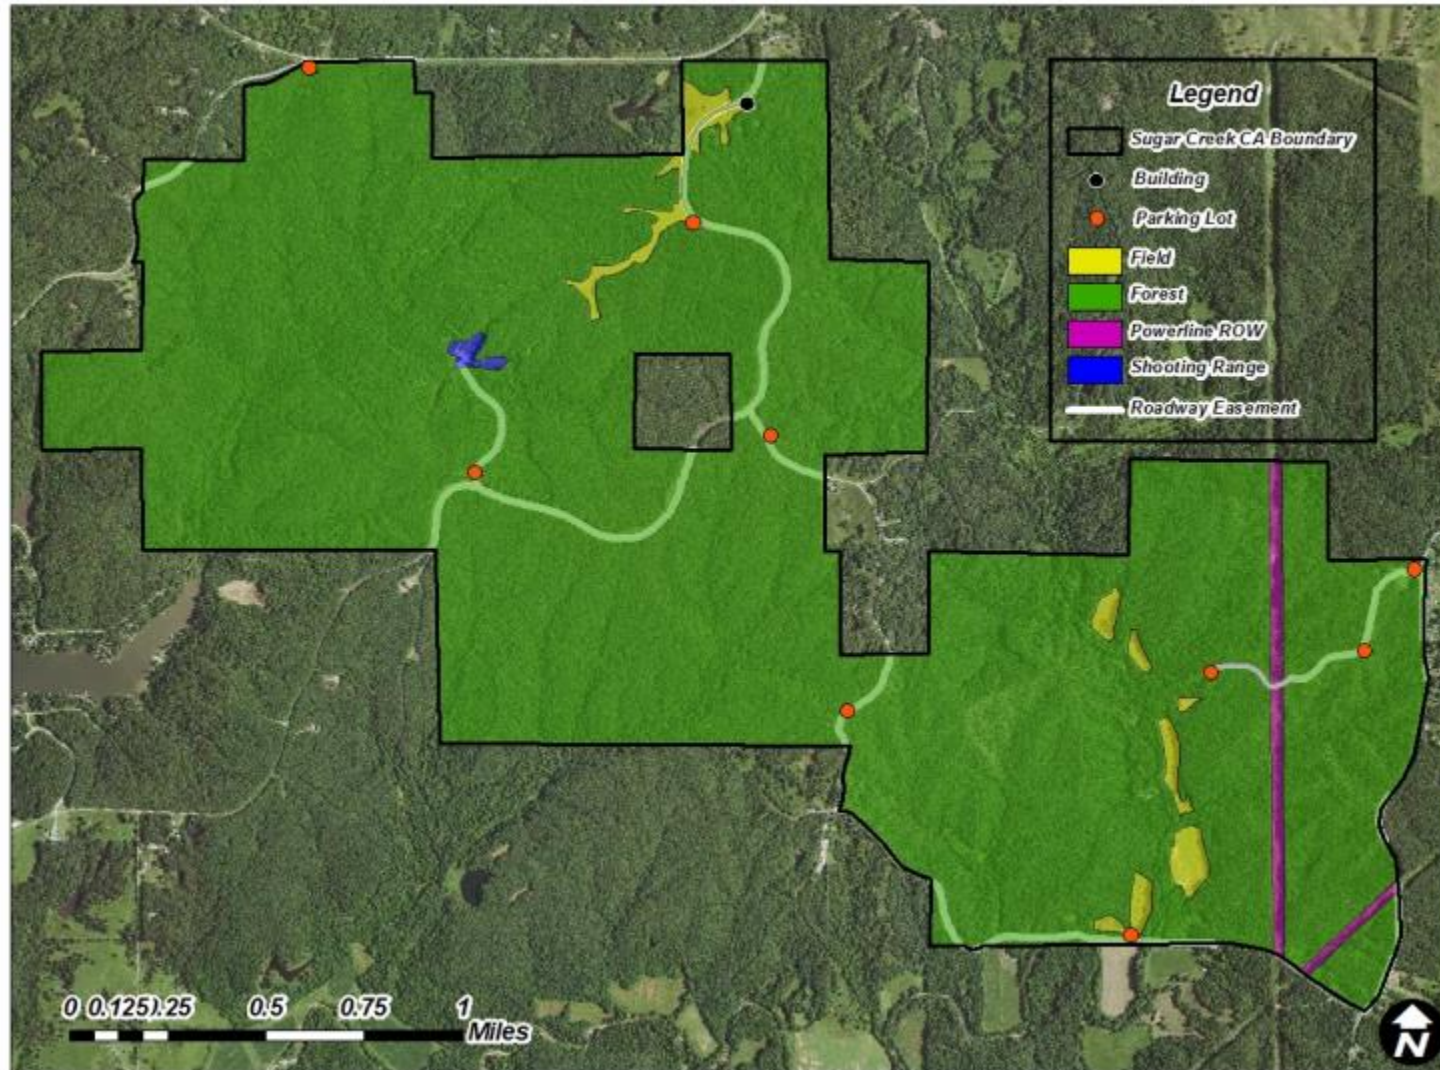 Legend
Sugar Creek CA Boundary
Building
Parking Lot
Field
Forest
Powerline ROW
Shooting Range
Roadway Easement
0 0.125 0.25 0.5 0.75 1
Miles
N